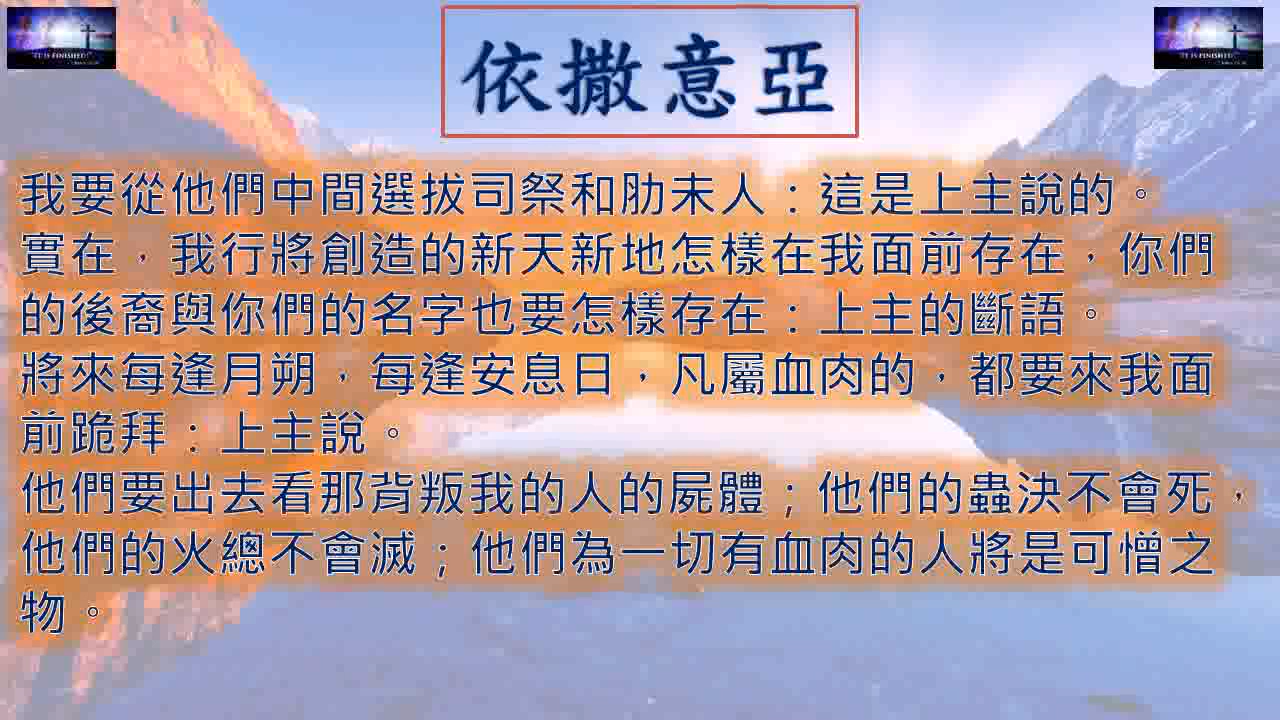 依撒意亞
"IT IS FINISHED!"
"IT IS FINISHED!"
我要從他們中間選拔司祭和肋未人：這是上主說的。
實在，我行將創造的新天新地怎樣在我面前存在，你們
的後裔與你們的名字也要怎樣存在：上主的斷語。
將來每逢月朔，每逢安息日，凡屬血肉的，都要來我面
前跪拜：上主說。
他們要出去看那背叛我的人的屍體；他們的蟲決不會死，
他們的火總不會滅；他們為一切有血肉的人將是可憎之
物。